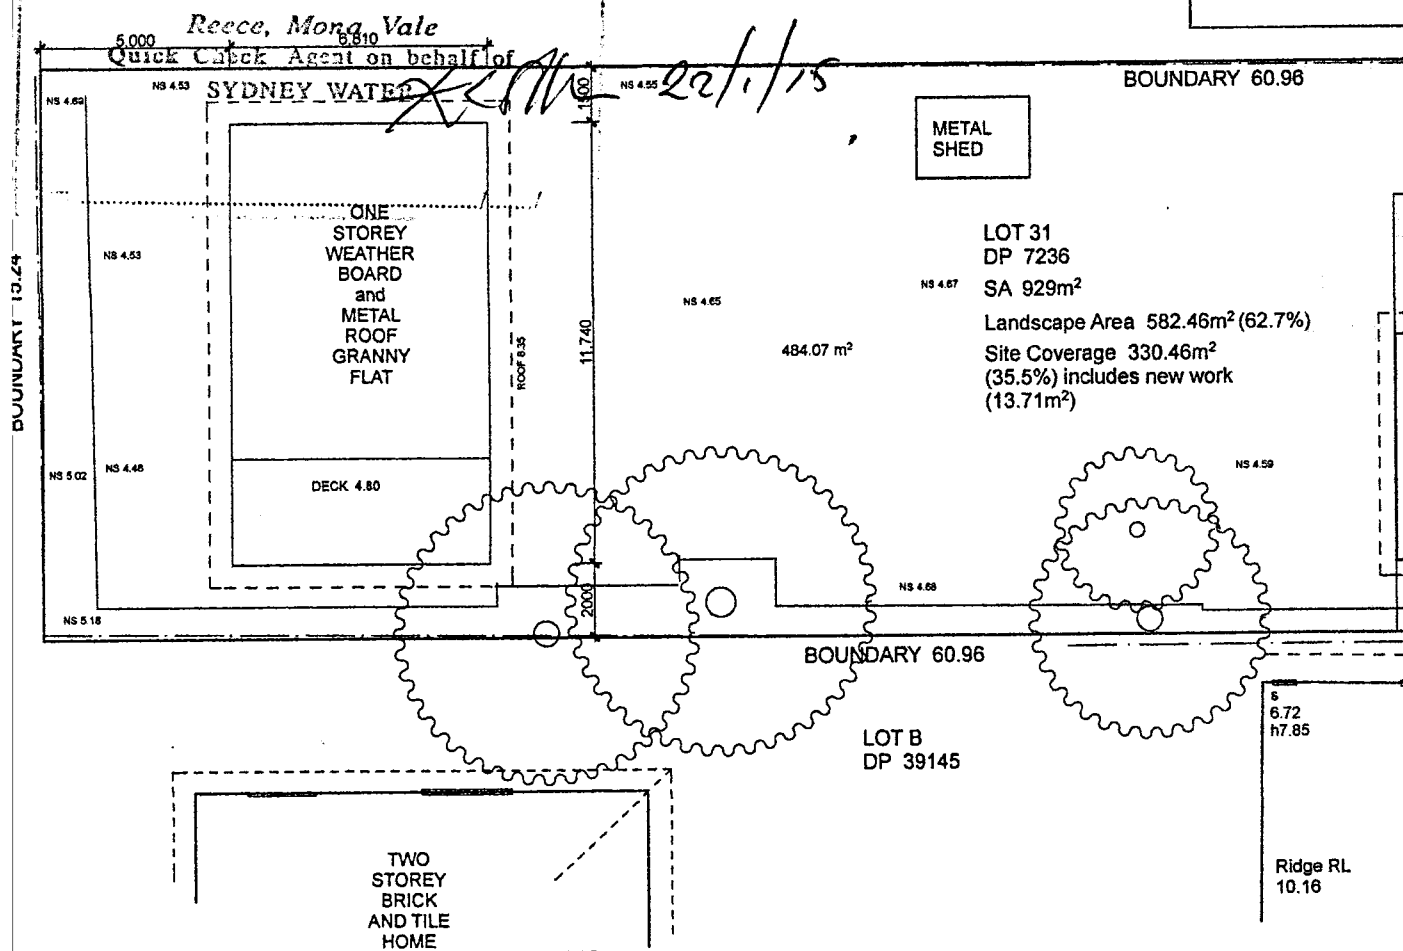 Reece, Mona Vale
5.000
6.810
Quick Check Agent on behalf of
SYDNEY WATER
22/1/15
NS 4.69
NS 4.53
NS 4.55
1500
BOUNDARY 60.96
METAL
SHED
ONE
STOREY
WEATHER
BOARD
and
METAL
ROOF
GRANNY
FLAT
BOUNDARY 15.24
NS 4.53
ROOF 8.35
11.740
NS 4.65
484.07 m²
NS 4.67
LOT 31
DP 7236
SA 929m²
Landscape Area 582.46m² (62.7%)
Site Coverage 330.46m²
(35.5%) includes new work
(13.71m²)
NS 5.02
NS 4.46
DECK 4.80
NS 4.59
2000
NS 4.68
NS 5.18
BOUNDARY 60.96
LOT B
DP 39145
s
6.72
h7.85
Ridge RL
10.16
TWO
STOREY
BRICK
AND TILE
HOME